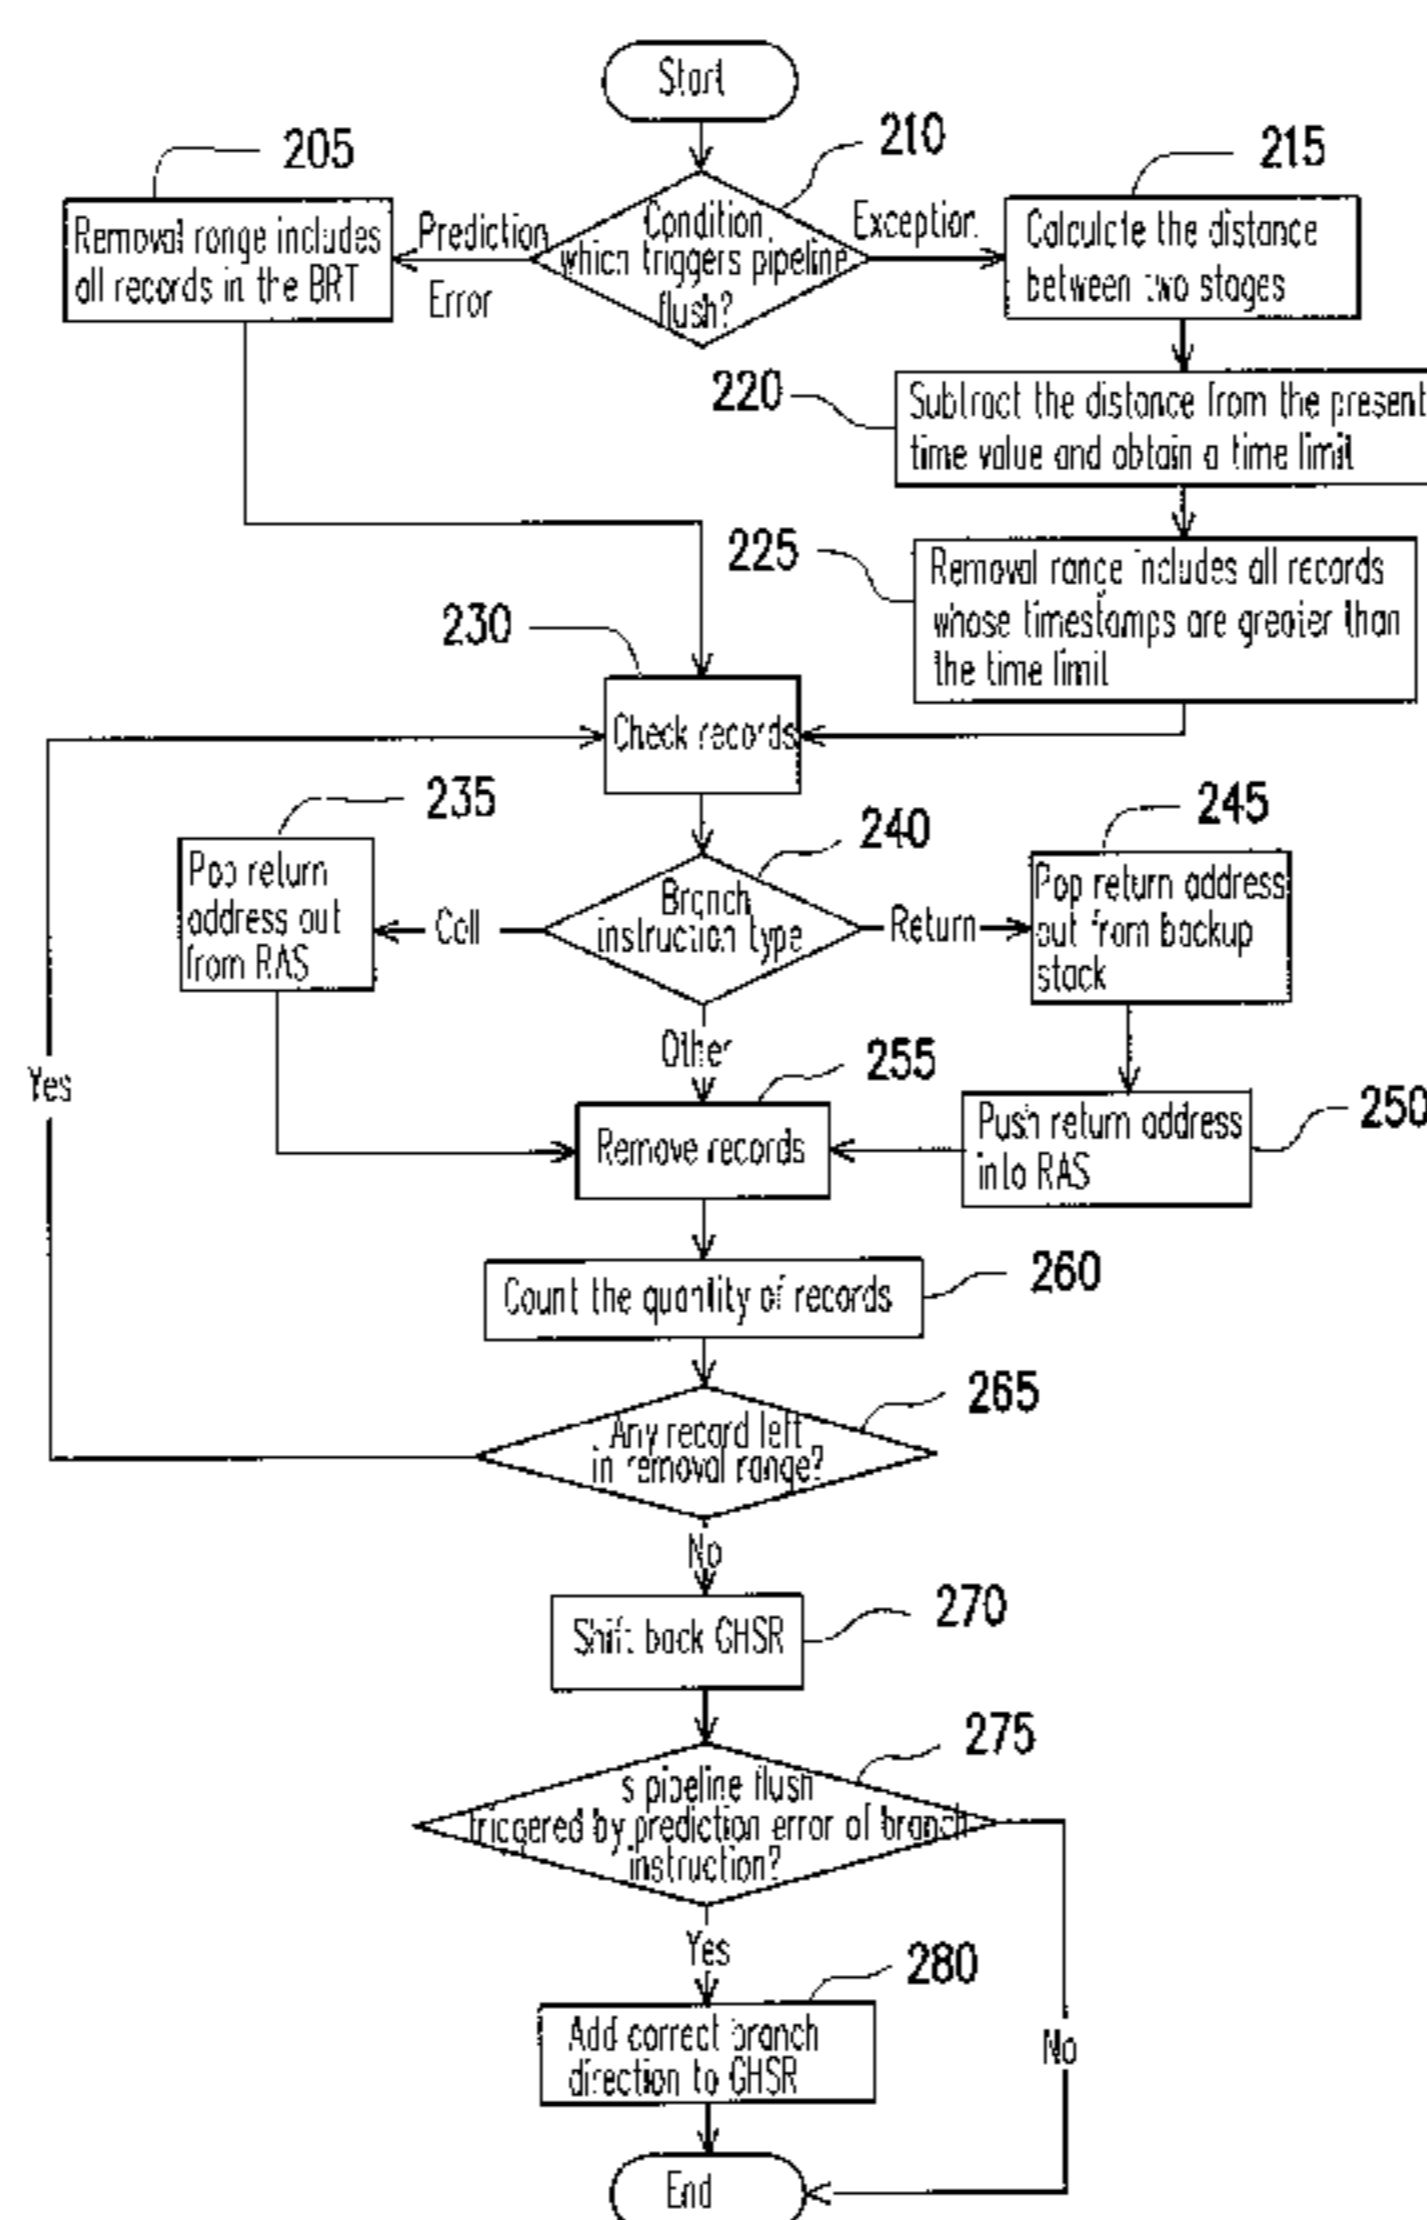 Start
205
210
215
Removal range includes
all records in the BRT
Prediction
Error
Condition
which triggers pipeline
flush?
Exception
Calculate the distance
between two stages
220
Subtract the distance from the present
time value and obtain a time limit
225
Removal range includes all records
whose timestamps are greater than
the time limit
230
Check records
235
Pop return
address out
from RAS
Call
240
Branch
instruction type
Return
245
Pop return address
out from backup
stack
Other
Yes
255
Remove records
250
Push return address
into RAS
260
Count the quantity of records
265
Any record left
in removal range?
No
270
Shift back GHSR
275
s pipeline flush
triggered by prediction error of branch
instruction?
Yes
280
Add correct branch
direction to GHSR
No
End